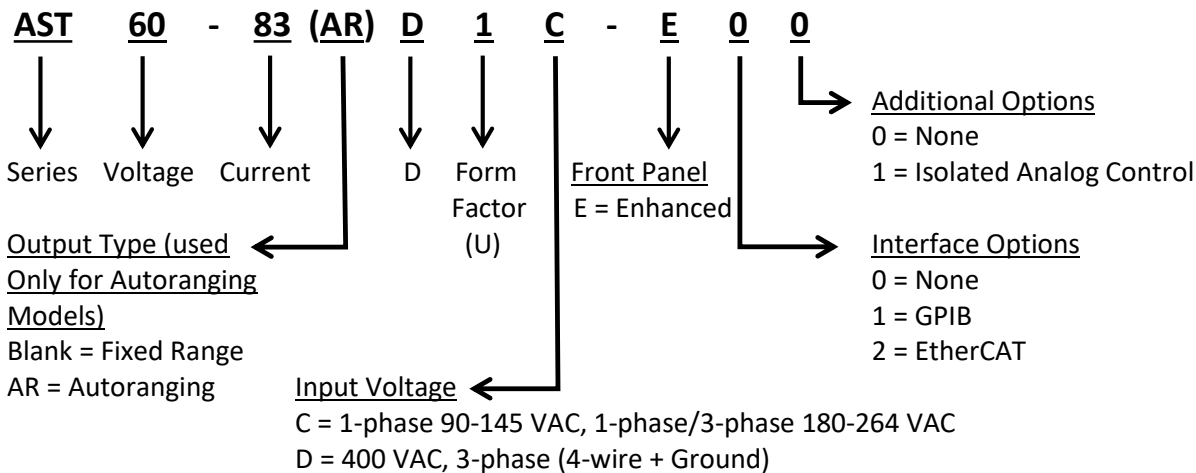 AST 60 - 83 (AR) D 1 C - E 0 0
Additional Options
0 = None
1 = Isolated Analog Control
Series Voltage Current D Form Factor (U)
Front Panel
E = Enhanced
Output Type (used
Only for Autoranging
Models)
Blank = Fixed Range
AR = Autoranging
Interface Options
0 = None
1 = GPIB
2 = EtherCAT
Input Voltage
C = 1-phase 90-145 VAC, 1-phase/3-phase 180-264 VAC
D = 400 VAC, 3-phase (4-wire + Ground)